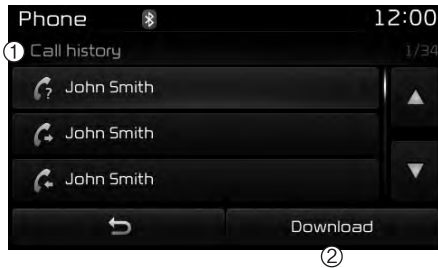 Phone 12:00
① Call history 1/34
John Smith
John Smith
John Smith
Download
②